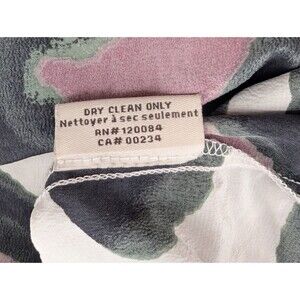 DRY CLEAN ONLY
Nettoyer à sec seulement
RN# 120084
CA# 00234